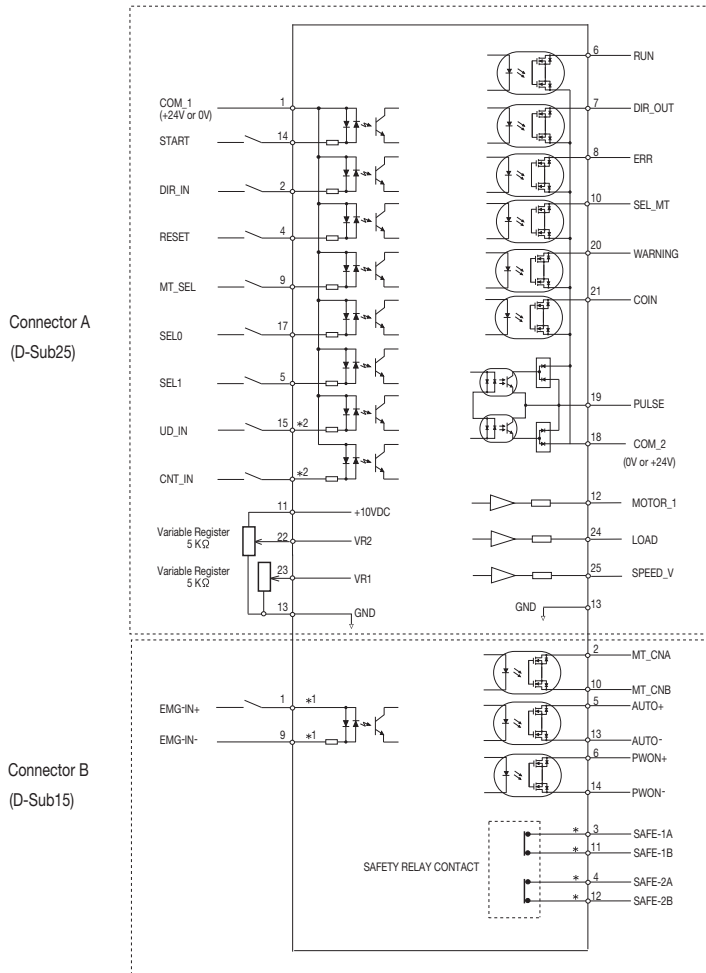 Connector A
(D-Sub25)
COM_1 1
(+24V or 0V)
START 14
DIR_IN 2
RESET 4
MT_SEL 9
SEL0 17
SEL1 5
UD_IN 15 *2
CNT_IN *2
11 +10VDC
Variable Register
5 KΩ
22 VR2
Variable Register
5 KΩ
23 VR1
13 GND
6 RUN
7 DIR_OUT
8 ERR
10 SEL_MT
20 WARNING
21 COIN
19 PULSE
18 COM_2
(0V or +24V)
12 MOTOR_1
24 LOAD
25 SPEED_V
GND 13
Connector B
(D-Sub15)
EMG-IN+ 1 *1
EMG-IN- 9 *1
2 MT_CNA
10 MT_CNB
5 AUTO+
13 AUTO-
6 PWON+
14 PWON-
SAFETY RELAY CONTACT
* 3 SAFE-1A
* 11 SAFE-1B
* 4 SAFE-2A
* 12 SAFE-2B